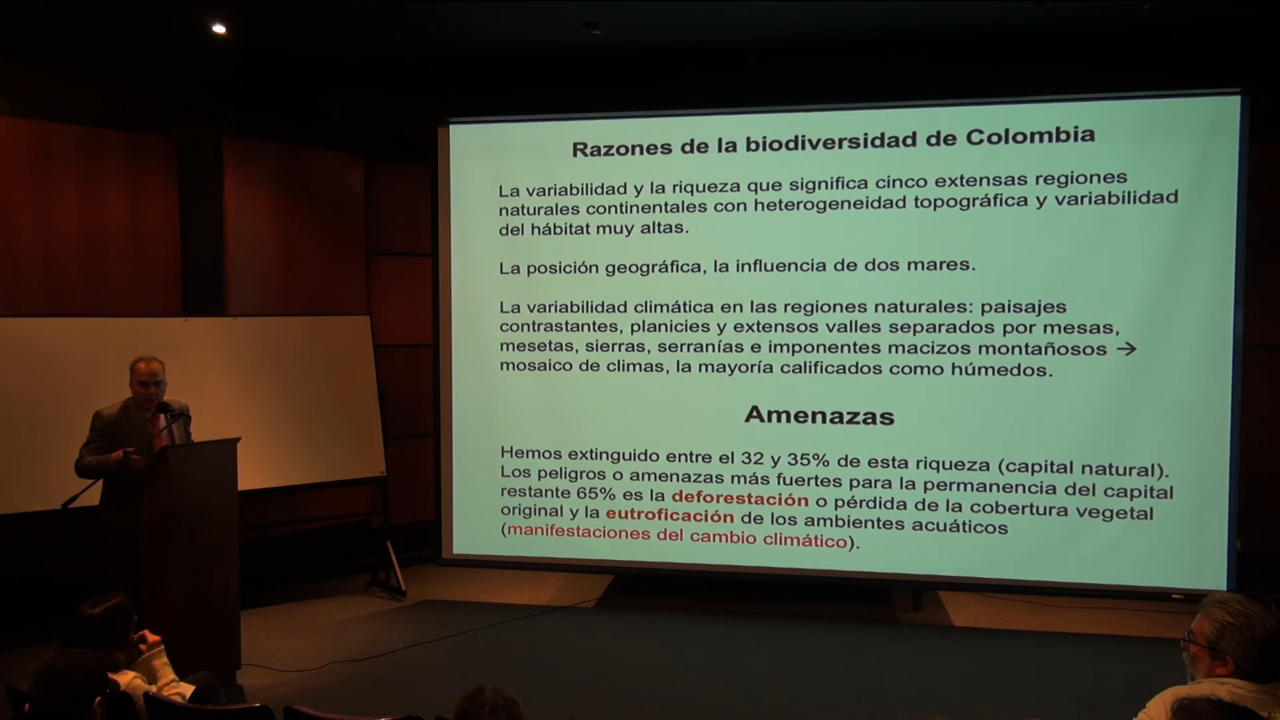 Razones de la biodiversidad de Colombia
La variabilidad y la riqueza que significa cinco extensas regiones
naturales continentales con heterogeneidad topográfica y variabilidad
del hábitat muy altas.
La posición geográfica, la influencia de dos mares.
La variabilidad climática en las regiones naturales: paisajes
contrastantes, planicies y extensos valles separados por mesas,
mesetas, sierras, serranías e imponentes macizos montañosos →
mosaico de climas, la mayoría calificados como húmedos.
Amenazas
Hemos extinguido entre el 32 y 35% de esta riqueza (capital natural).
Los peligros o amenazas más fuertes para la permanencia del capital
restante 65% es la deforestación o pérdida de la cobertura vegetal
original y la eutroficación de los ambientes acuáticos
(manifestaciones del cambio climático).